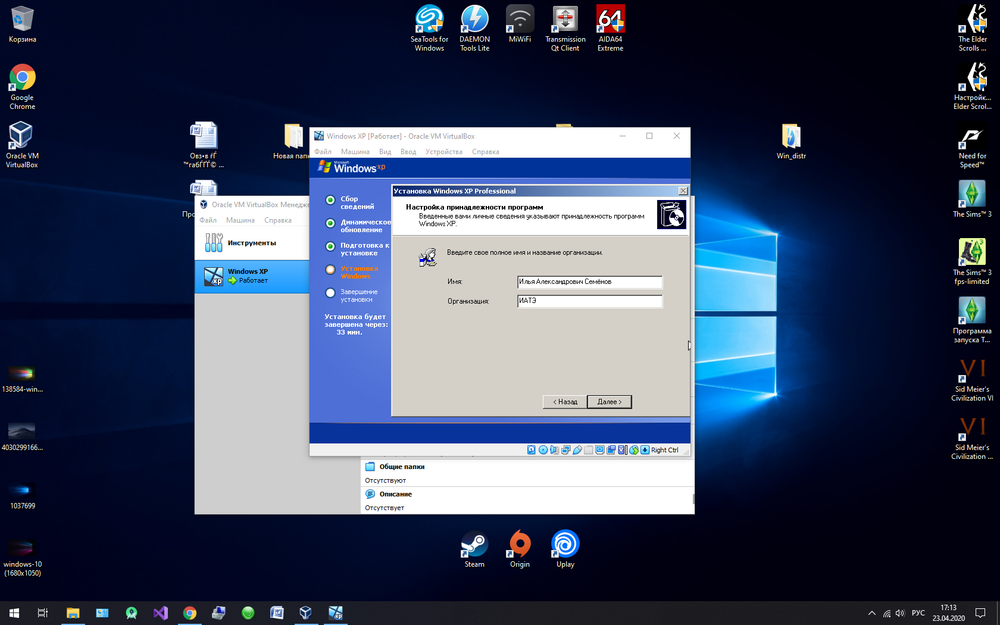 Корзина
Google
Chrome
Oracle VM
VirtualBox
138584-win...
4030299166...
1037699
windows-10
(1680x1050)
SeaTools for
Windows
DAEMON
Tools Lite
MiWiFi
Transmission
Qt Client
64
AIDA64
Extreme
The Elder
Scrolls ...
Настройк...
Elder Scrol...
Need for
Speed™
The Sims™ 3
The Sims™ 3
fps-limited
Программа
запуска T...
VI
Sid Meier's
Civilization VI
VI
Sid Meier's
Civilization ...
Win_distr
Новая папк
Windows XP [Работает] - Oracle VM VirtualBox
Файл Машина Вид Ввод Устройства Справка
Microsoft
Windows xp
Сбор
сведений
Динамическое
обновление
Подготовка к
установке
Установка
Windows
Завершение
установки
Установка будет
завершена через:
33 мин.
Установка Windows XP Professional
Настройка принадлежности программ
Введенные вами личные сведения указывают принадлежность программ
Windows XP.
Введите свое полное имя и название организации.
Имя:
Илья Александрович Семёнов
Организация:
ИАТЭ
< Назад
Далее >
Right Ctrl
Oracle VM VirtualBox Менедже
Файл Машина Справка
Инструменты
XP
Windows XP
Работает
Общие папки
Отсутствуют
Описание
Отсутствует
Steam
Origin
Uplay
РУС
17:13
23.04.2020